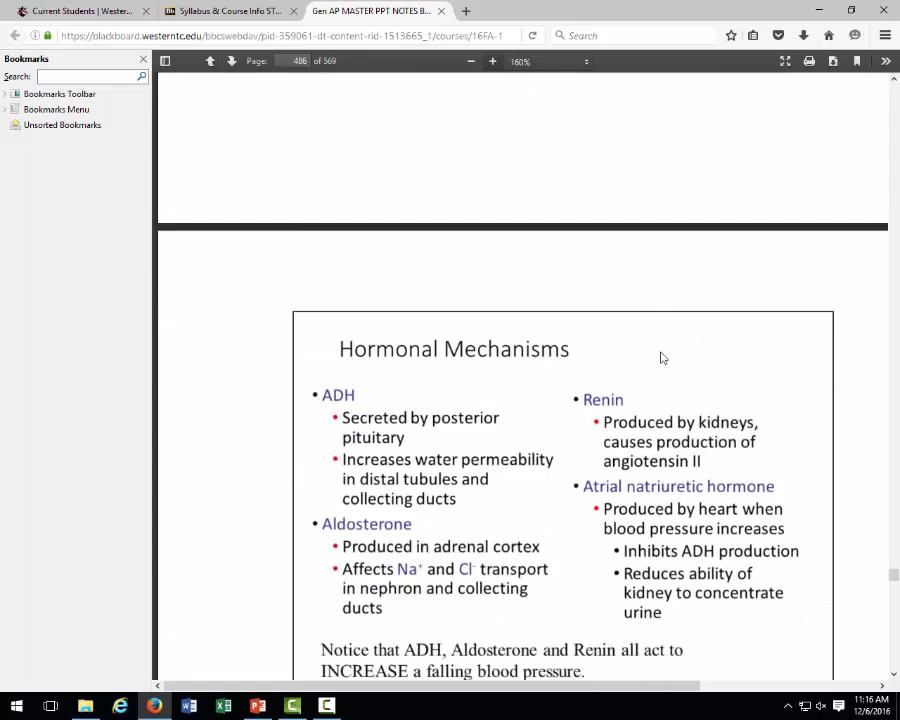 Current Students | Wester...
Bb
Syllabus & Course Info ST...
Gen AP MASTER PPT NOTES B...
https://blackboard.westerntc.edu/bbcswebdav/pid-359061-dt-content-rid-1513665_1/courses/16FA-1
Search
Bookmarks
Search:
Bookmarks Toolbar
Bookmarks Menu
Unsorted Bookmarks
Page: 486 of 569
160%
Hormonal Mechanisms
• ADH
• Secreted by posterior
pituitary
• Increases water permeability
in distal tubules and
collecting ducts
• Aldosterone
• Produced in adrenal cortex
• Affects Na⁺ and Cl⁻ transport
in nephron and collecting
ducts
• Renin
• Produced by kidneys,
causes production of
angiotensin II
• Atrial natriuretic hormone
• Produced by heart when
blood pressure increases
• Inhibits ADH production
• Reduces ability of
kidney to concentrate
urine
Notice that ADH, Aldosterone and Renin all act to
INCREASE a falling blood pressure.
11:16 AM
12/6/2016